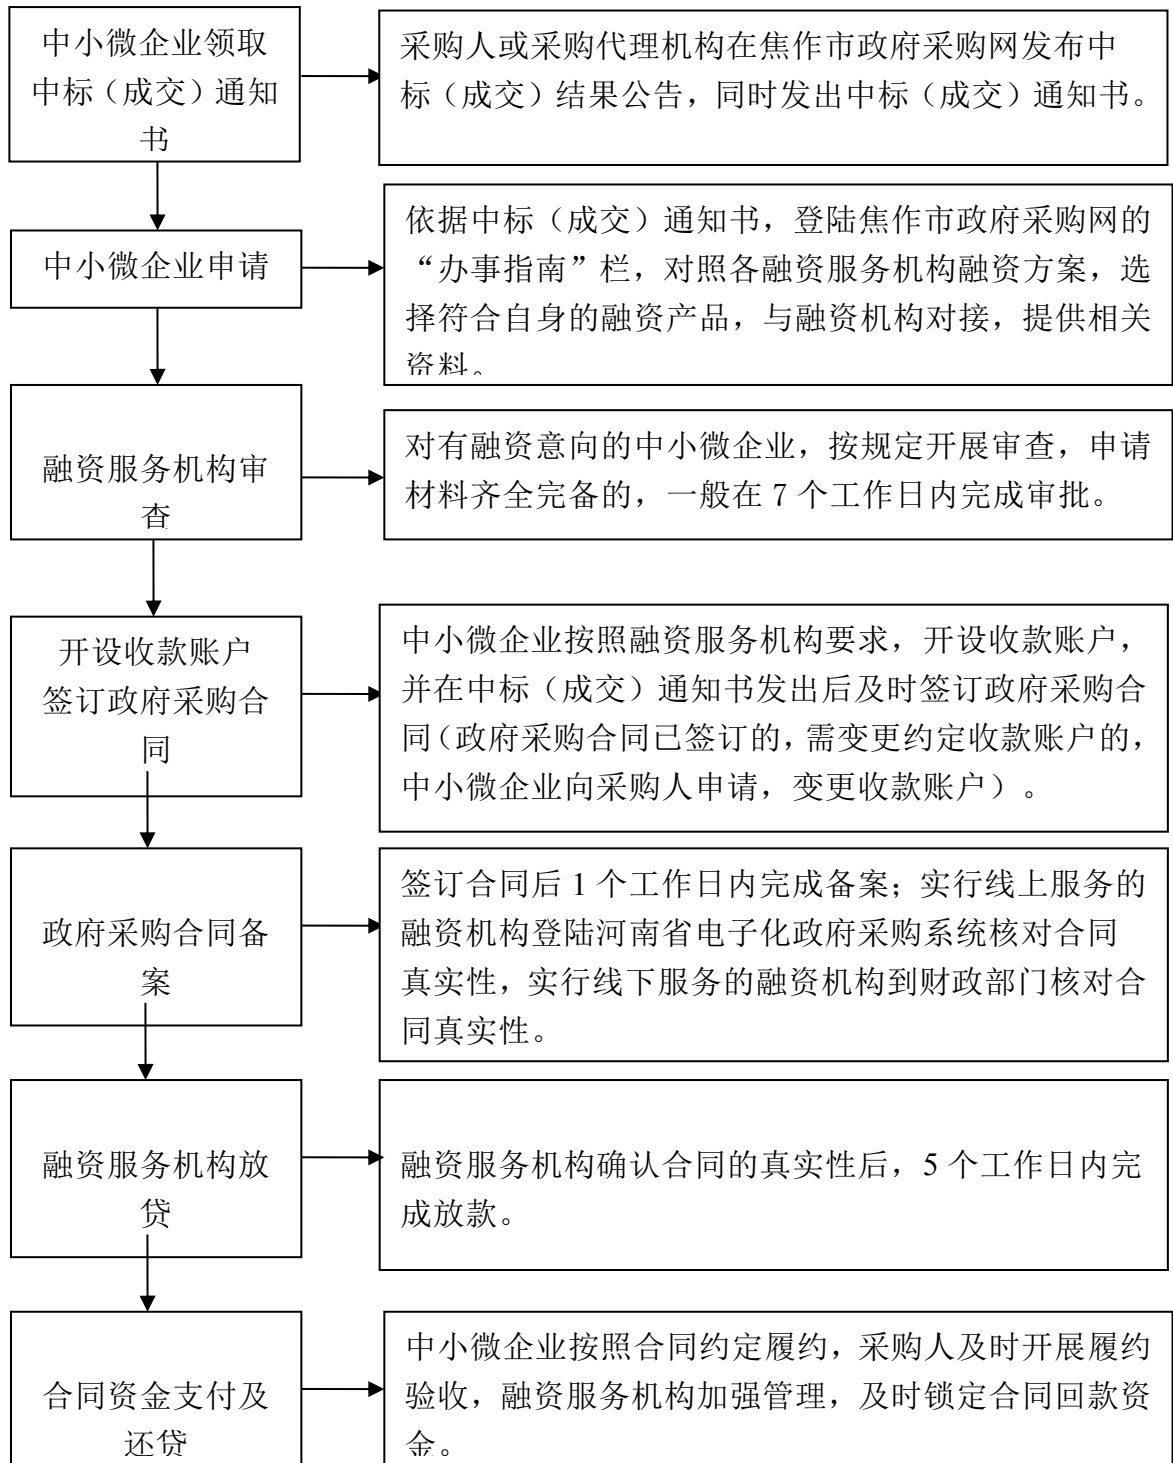 中小微企业领取
中标（成交）通知
书
采购人或采购代理机构在焦作市政府采购网发布中
标（成交）结果公告，同时发出中标（成交）通知书。
中小微企业申请
依据中标（成交）通知书，登陆焦作市政府采购网的
“办事指南”栏，对照各融资服务机构融资方案，选
择符合自身的融资产品，与融资机构对接，提供相关
资料。
融资服务机构审
查
对有融资意向的中小微企业，按规定开展审查，申请
材料齐全完备的，一般在 7 个工作日内完成审批。
开设收款账户
签订政府采购合
同
中小微企业按照融资服务机构要求，开设收款账户，
并在中标（成交）通知书发出后及时签订政府采购合
同（政府采购合同已签订的，需变更约定收款账户的，
中小微企业向采购人申请，变更收款账户）。
政府采购合同备
案
签订合同后 1 个工作日内完成备案；实行线上服务的
融资机构登陆河南省电子化政府采购系统核对合同
真实性，实行线下服务的融资机构到财政部门核对合
同真实性。
融资服务机构放
贷
融资服务机构确认合同的真实性后，5 个工作日内完
成放款。
合同资金支付及
还贷
中小微企业按照合同约定履约，采购人及时开展履约
验收，融资服务机构加强管理，及时锁定合同回款资
金。